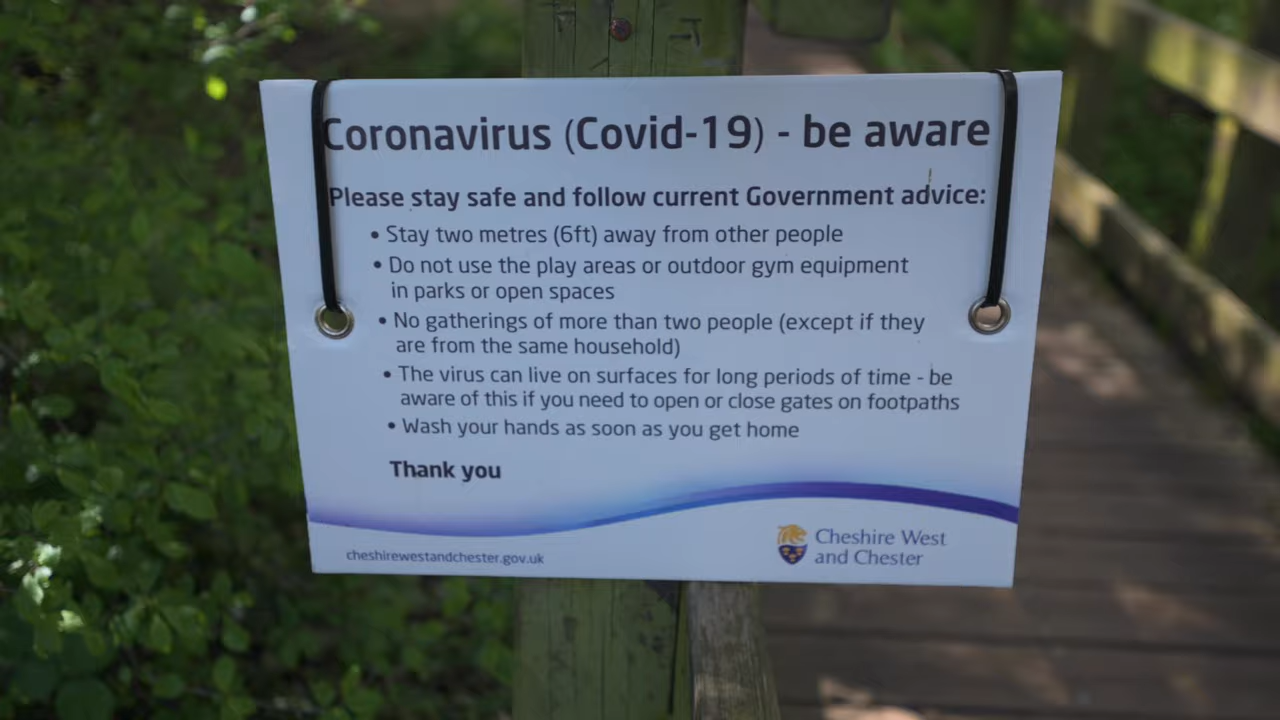 Coronavirus (Covid-19) - be aware
Please stay safe and follow current Government advice:
• Stay two metres (6ft) away from other people
• Do not use the play areas or outdoor gym equipment
in parks or open spaces
• No gatherings of more than two people (except if they
are from the same household)
• The virus can live on surfaces for long periods of time - be
aware of this if you need to open or close gates on footpaths
• Wash your hands as soon as you get home
Thank you
cheshirewestandchester.gov.uk
Cheshire West
and Chester